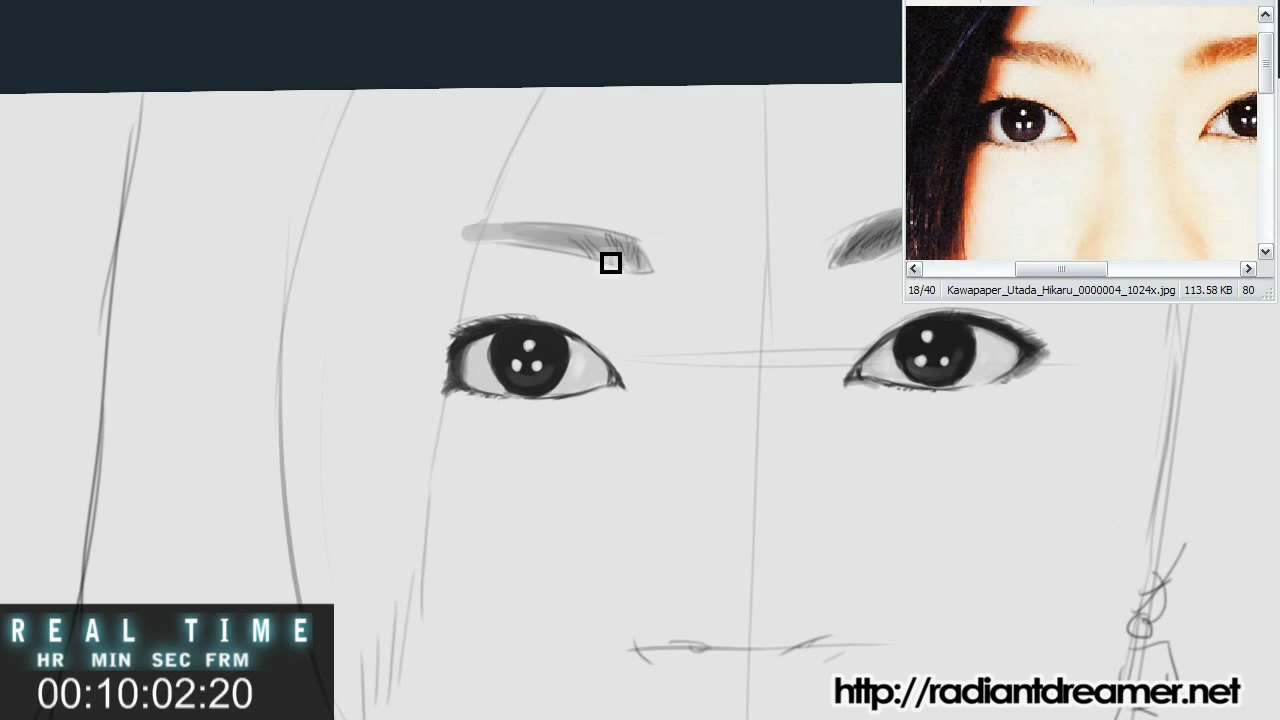 18/40 Kawapaper_Utada_Hikaru_0000004_1024x.jpg 113.58 KB 80
REAL TIME
HR MIN SEC FRM
00:10:02:20
http://radiantdreamer.net